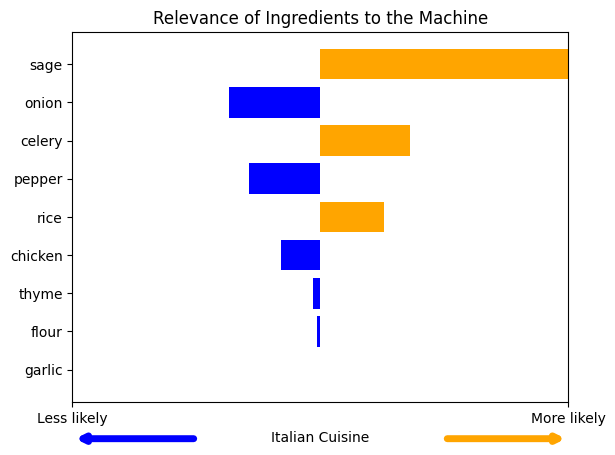 Relevance of Ingredients to the Machine
sage
onion
celery
pepper
rice
chicken
thyme
flour
garlic
Less likely
More likely
Italian Cuisine